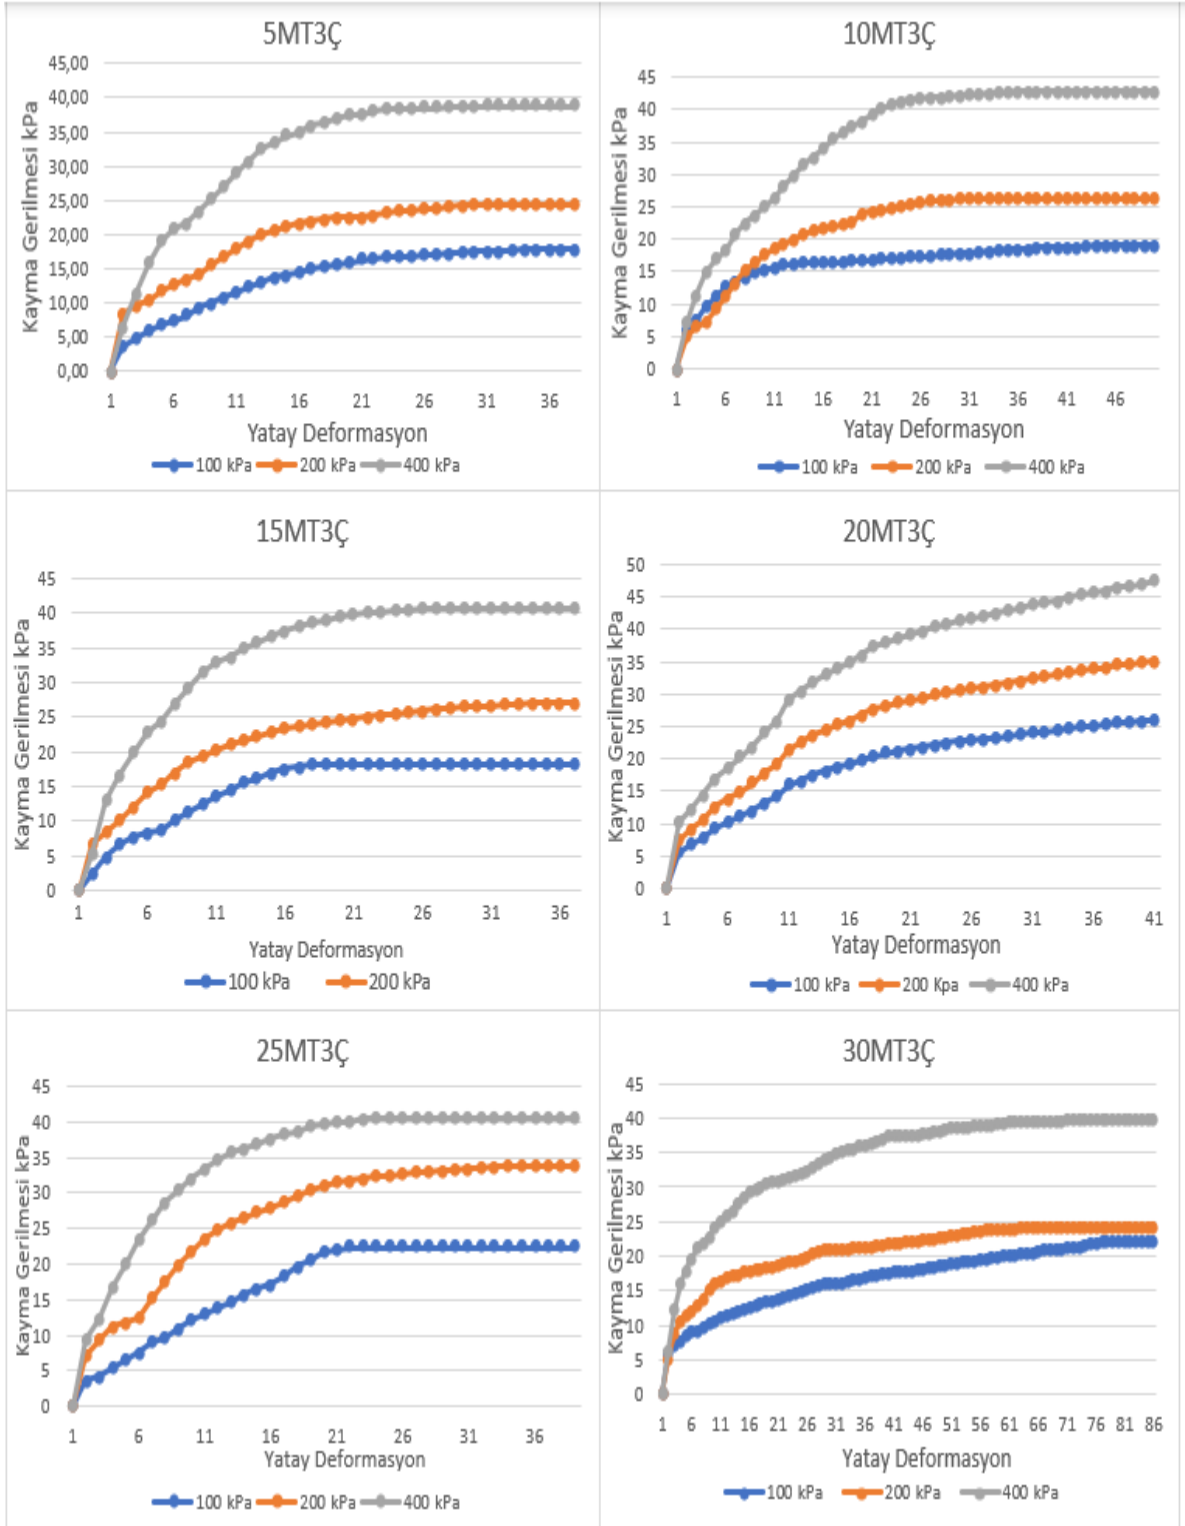 5MT3Ç
45,00
40,00
35,00
30,00
25,00
20,00
15,00
10,00
5,00
0,00
Kayma Gerilmesi kPa
1 6 11 16 21 26 31 36
Yatay Deformasyon
100 kPa 200 kPa 400 kPa
10MT3Ç
45
40
35
30
25
20
15
10
5
0
Kayma Gerilmesi kPa
1 6 11 16 21 26 31 36 41 46
Yatay Deformasyon
100 kPa 200 kPa 400 kPa
15MT3Ç
45
40
35
30
25
20
15
10
5
0
Kayma Gerilmesi kPa
1 6 11 16 21 26 31 36
Yatay Deformasyon
100 kPa 200 kPa
20MT3Ç
50
45
40
35
30
25
20
15
10
5
0
Kayma Gerilmesi kPa
1 6 11 16 21 26 31 36 41
Yatay Deformasyon
100 kPa 200 Kpa 400 kPa
25MT3Ç
45
40
35
30
25
20
15
10
5
0
Kayma Gerilmesi kPa
1 6 11 16 21 26 31 36
Yatay Deformasyon
100 kPa 200 kPa 400 kPa
30MT3Ç
45
40
35
30
25
20
15
10
5
0
Kayma Gerilmesi kPa
1 6 11 16 21 26 31 36 41 46 51 56 61 66 71 76 81 86
Yatay Deformasyon
100 kPa 200 kPa 400 kPa